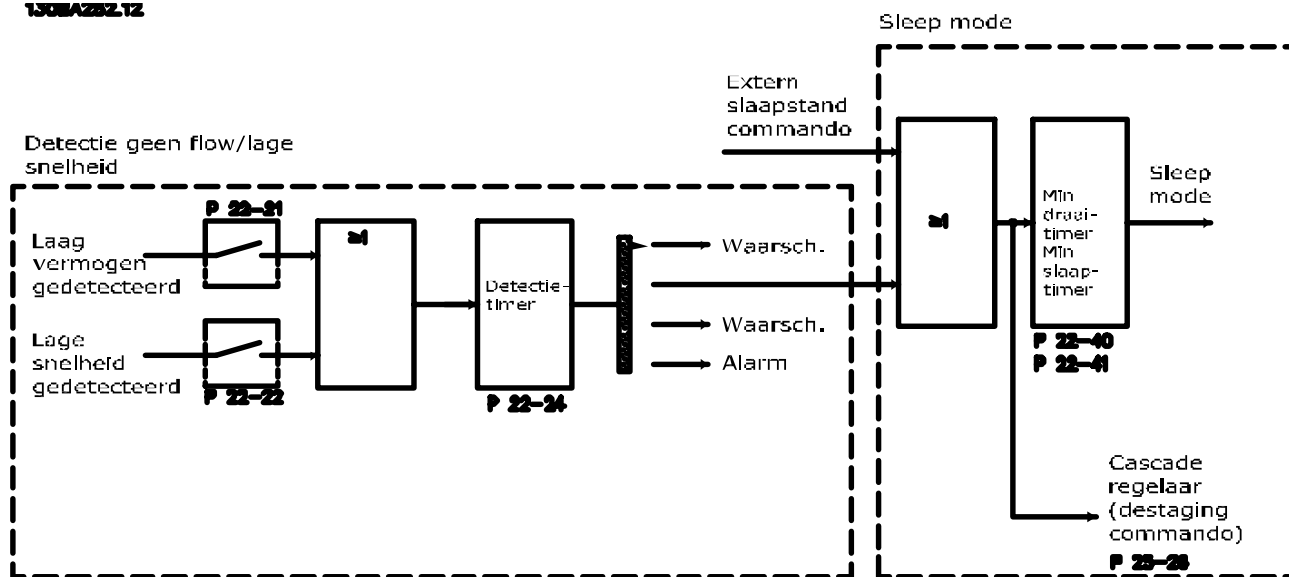 130BA252.12
Sleep mode
Extern
slaapstand
commando
Detectie geen flow/lage
snelheid
P 22-21
Laag
vermogen
gedetecteerd
≥1
Detectie-
timer
Waarsch.
Waarsch.
Alarm
Lage
snelheid
gedetecteerd
P 22-22
P 22-24
≥1
Min
draai-
timer
Min
slaap-
timer
Sleep
mode
P 22-40
P 22-41
Cascade
regelaar
(destaging
commando)
P 25-26